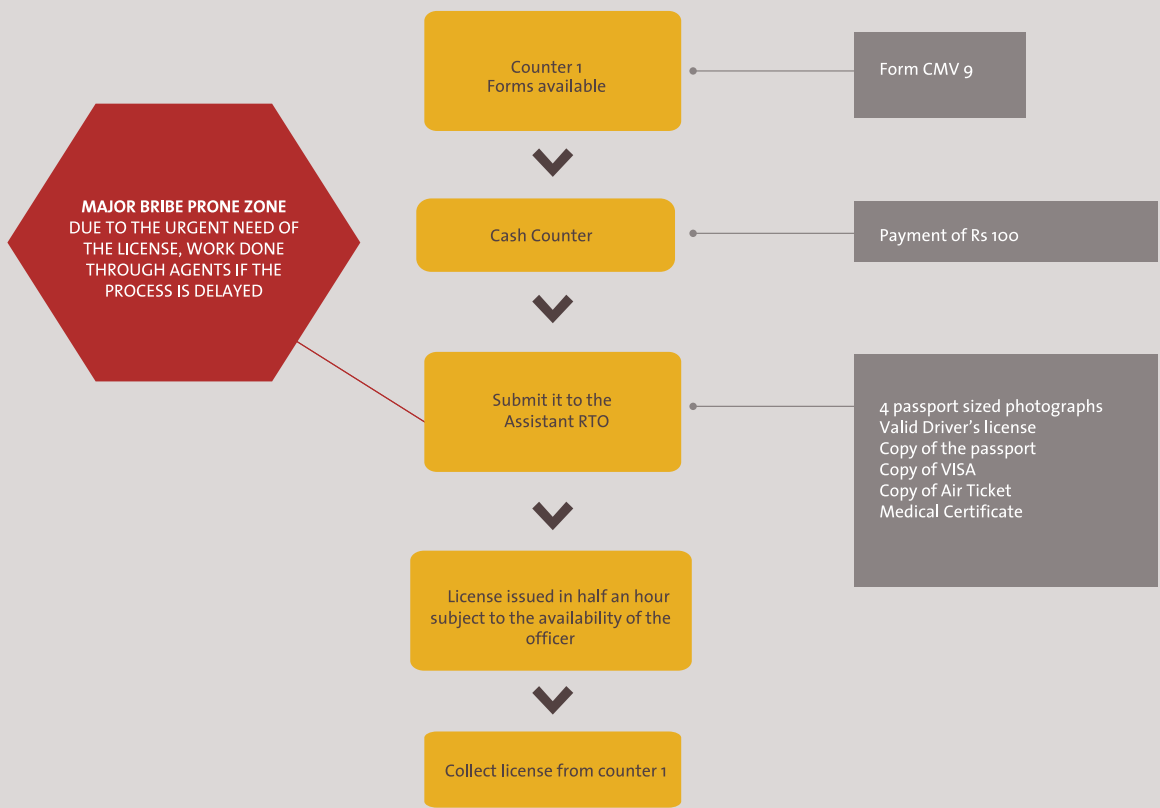 Counter 1
Forms available
Form CMV 9
MAJOR BRIBE PRONE ZONE
DUE TO THE URGENT NEED OF
THE LICENSE, WORK DONE
THROUGH AGENTS IF THE
PROCESS IS DELAYED
Cash Counter
Payment of Rs 100
Submit it to the
Assistant RTO
4 passport sized photographs
Valid Driver's license
Copy of the passport
Copy of VISA
Copy of Air Ticket
Medical Certificate
License issued in half an hour
subject to the availability of the
officer
Collect license from counter 1